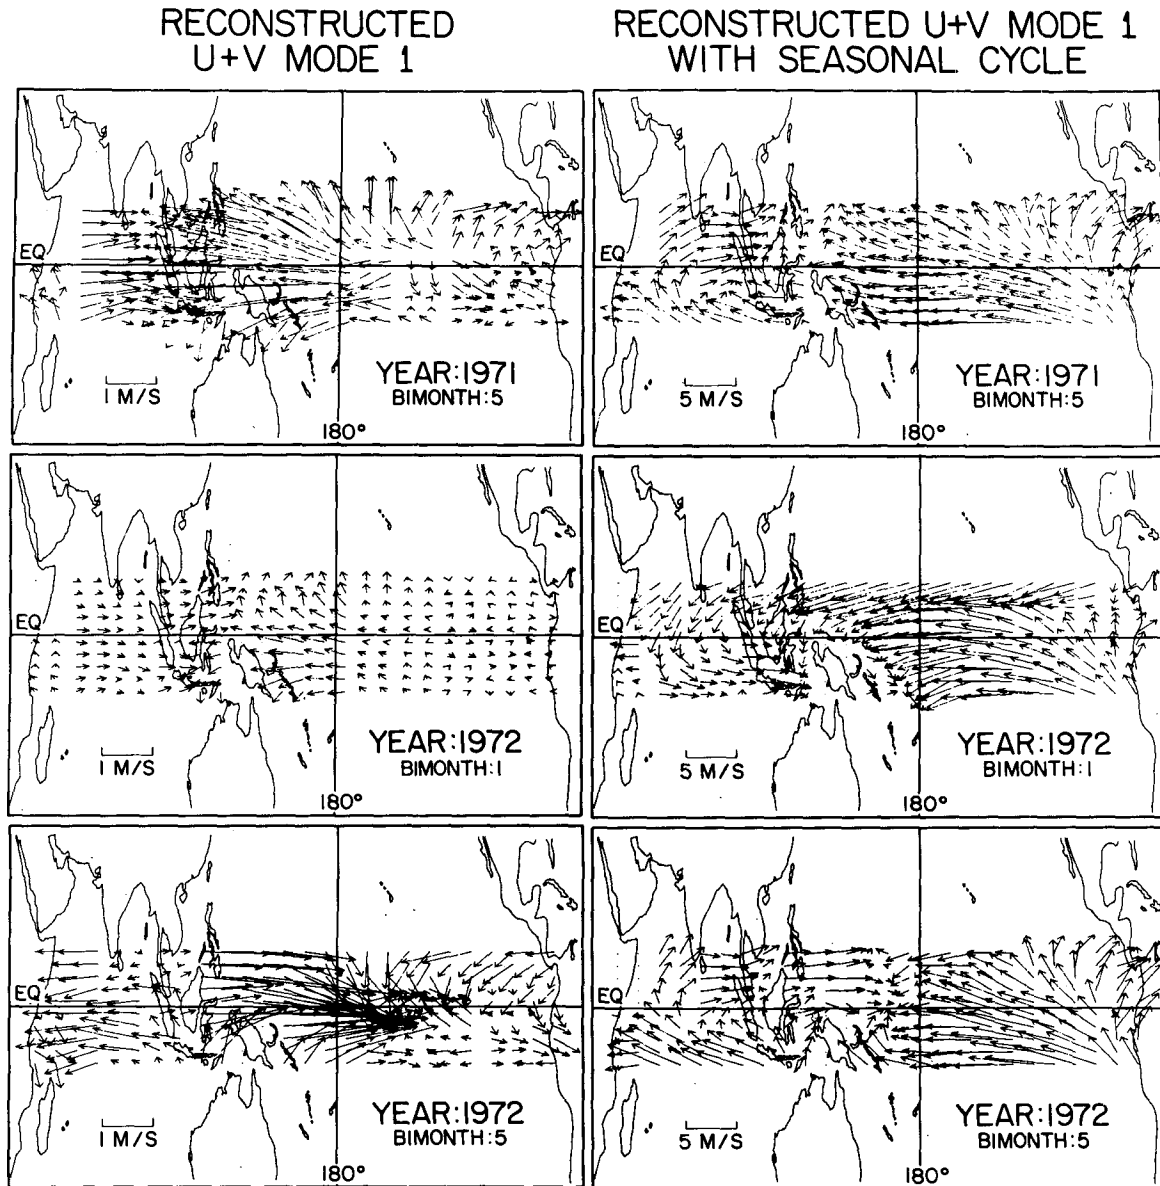 RECONSTRUCTED
U+V MODE 1
RECONSTRUCTED U+V MODE 1
WITH SEASONAL CYCLE
EQ
1 M/S
YEAR:1971
BIMONTH:5
180°
EQ
5 M/S
YEAR:1971
BIMONTH:5
180°
EQ
1 M/S
YEAR:1972
BIMONTH:1
180°
EQ
5 M/S
YEAR:1972
BIMONTH:1
180°
EQ
1 M/S
YEAR:1972
BIMONTH:5
180°
EQ
5 M/S
YEAR:1972
BIMONTH:5
180°